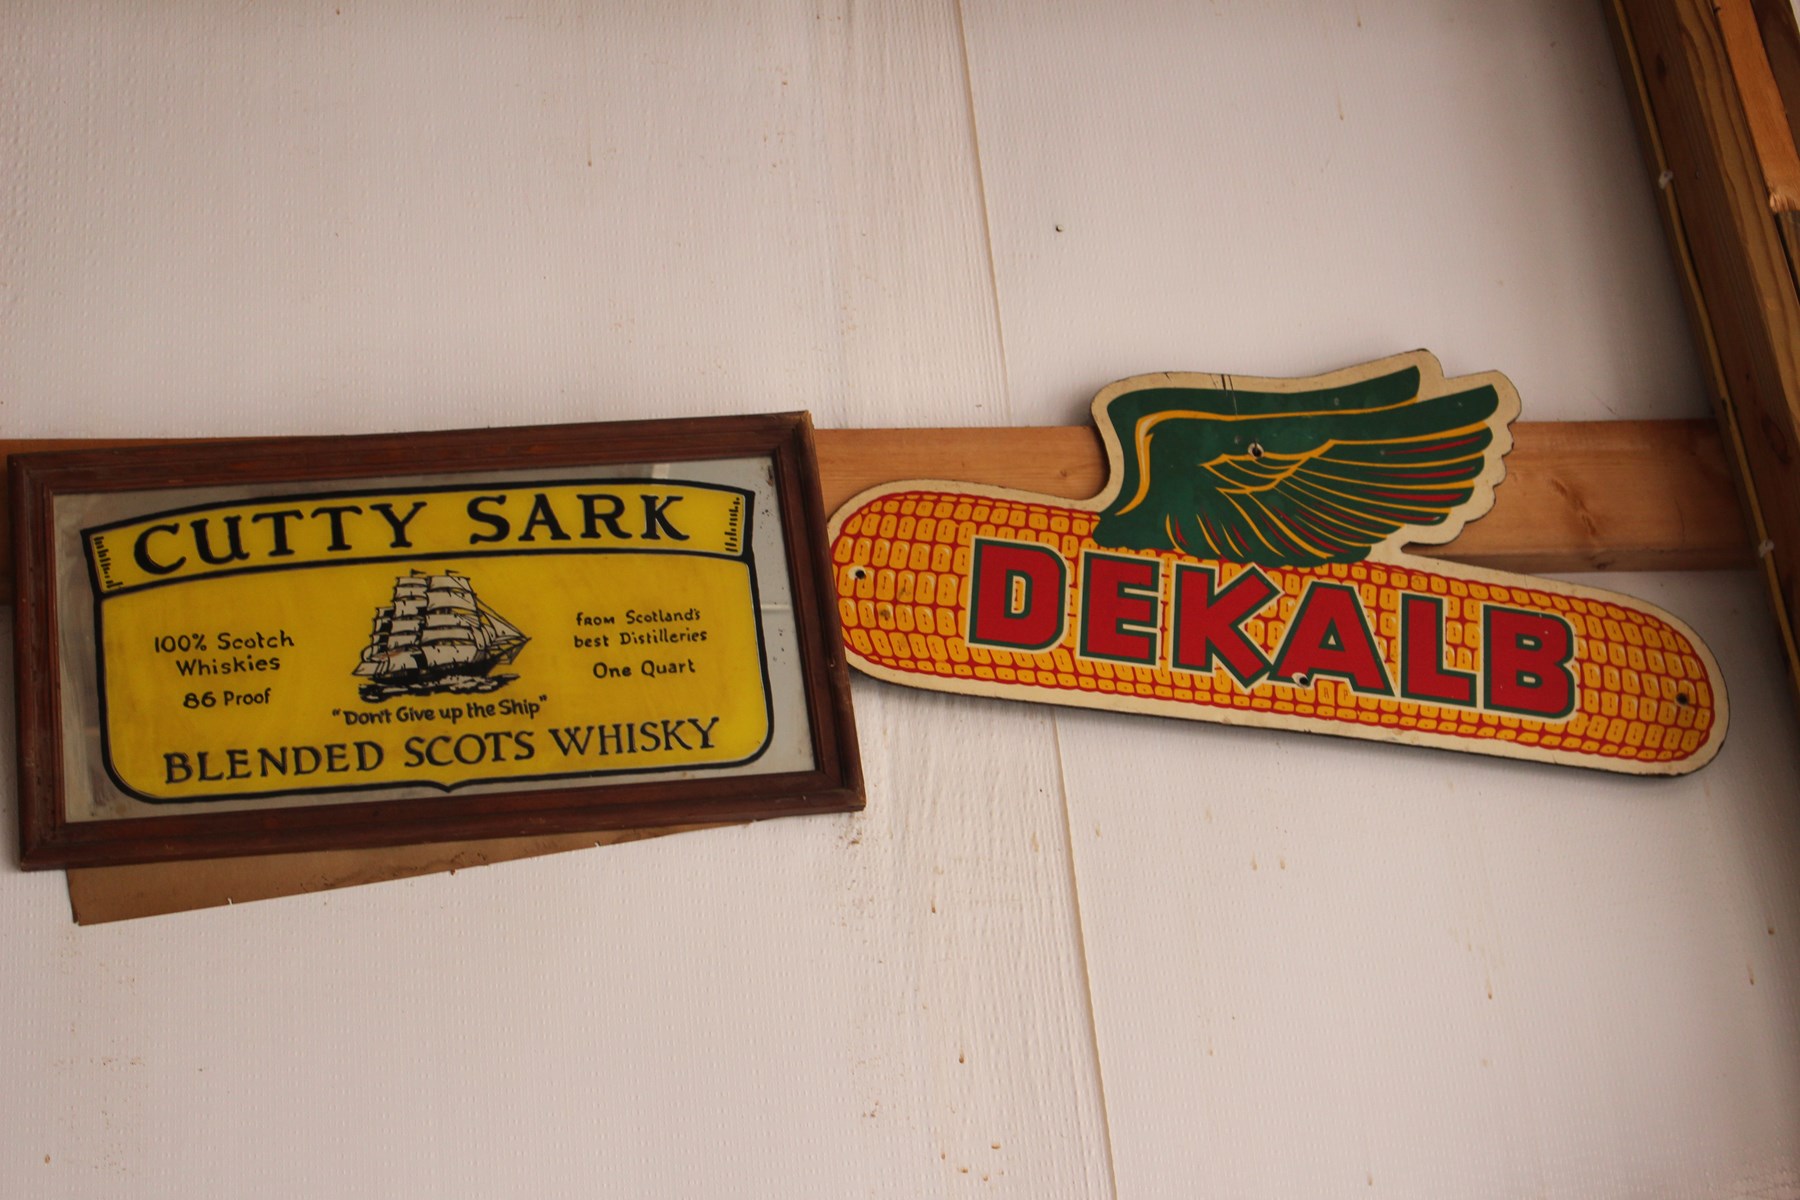 CUTTY SARK
100% Scotch
Whiskies
86 Proof
from Scotland's
best Distilleries
One Quart
"Don't Give up the Ship"
BLENDED SCOTS WHISKY
DEKALB